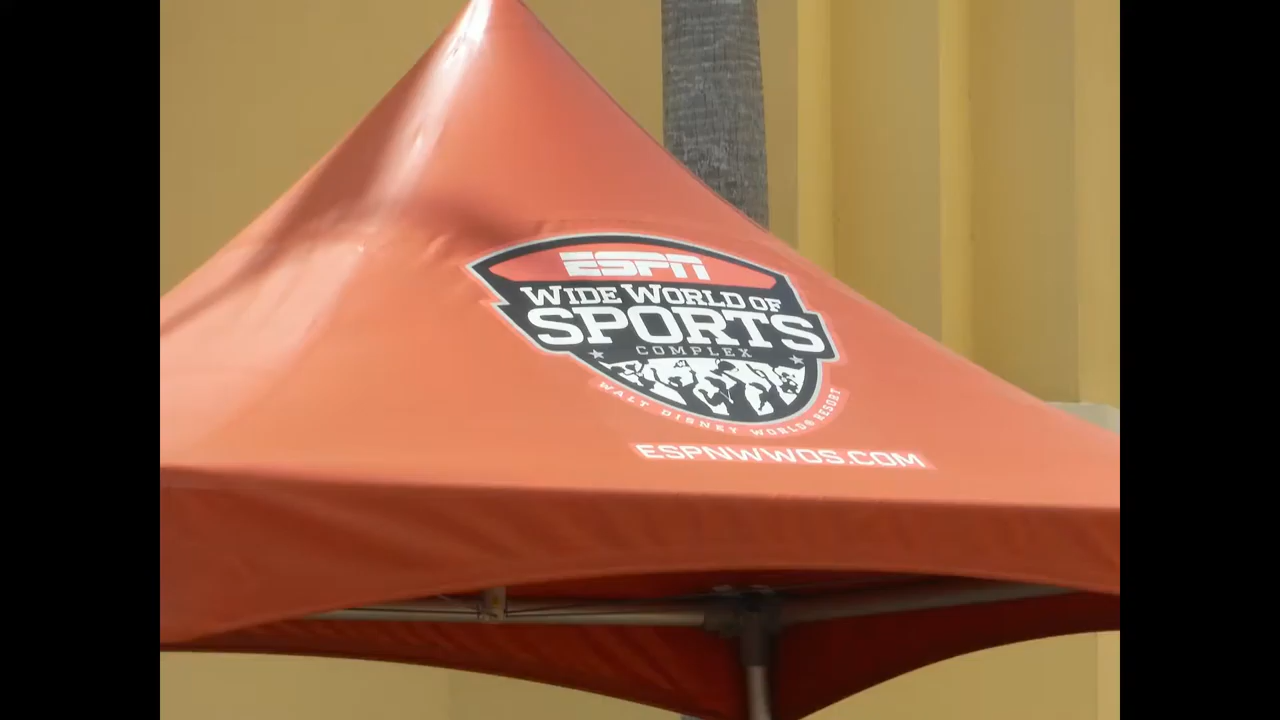 ESPN
WIDE WORLD OF
SPORTS
COMPLEX
WALT DISNEY WORLD® RESORT
ESPNWWOS.COM